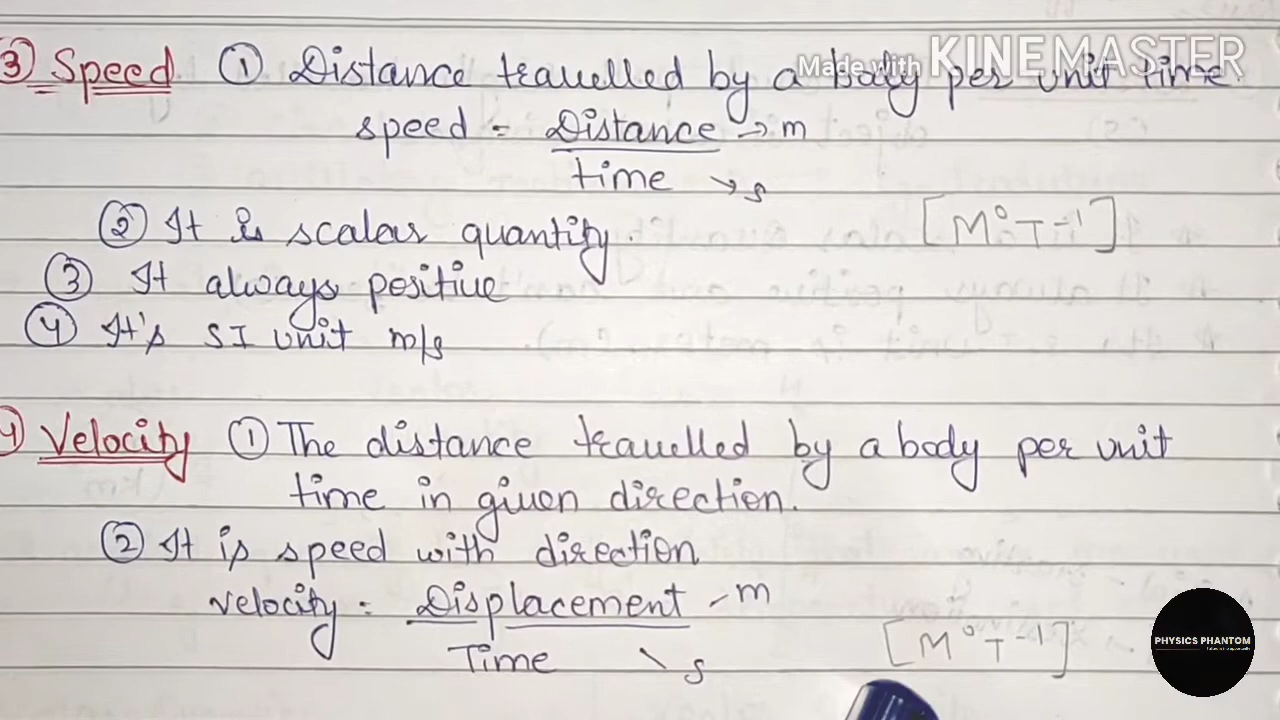 ③ Speed ① Distance travelled by a body per unit time.
Made with KINEMASTER
speed = Distance → m
time → s
② It is scalar quantity. [M⁰T⁻¹]
③ It always positive
④ It's SI unit m/s
④ Velocity ① The distance travelled by a body per unit
time in given direction.
② It is speed with direction
velocity = Displacement - m
Time s
[M⁰T⁻¹]
PHYSICS PHANTOM